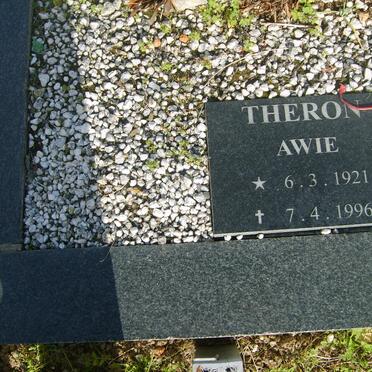 THERON
AWIE
★ 6.3.1921
✝ 7.4.1996